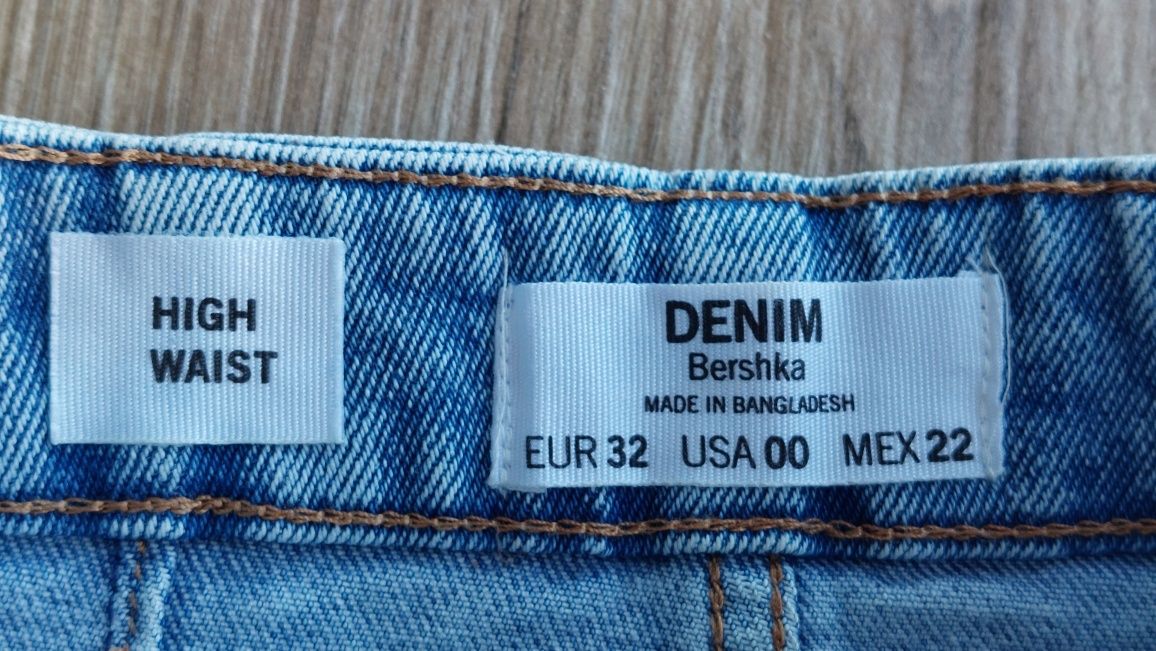 HIGH
WAIST
DENIM
Bershka
MADE IN BANGLADESH
EUR 32 USA 00 MEX 22